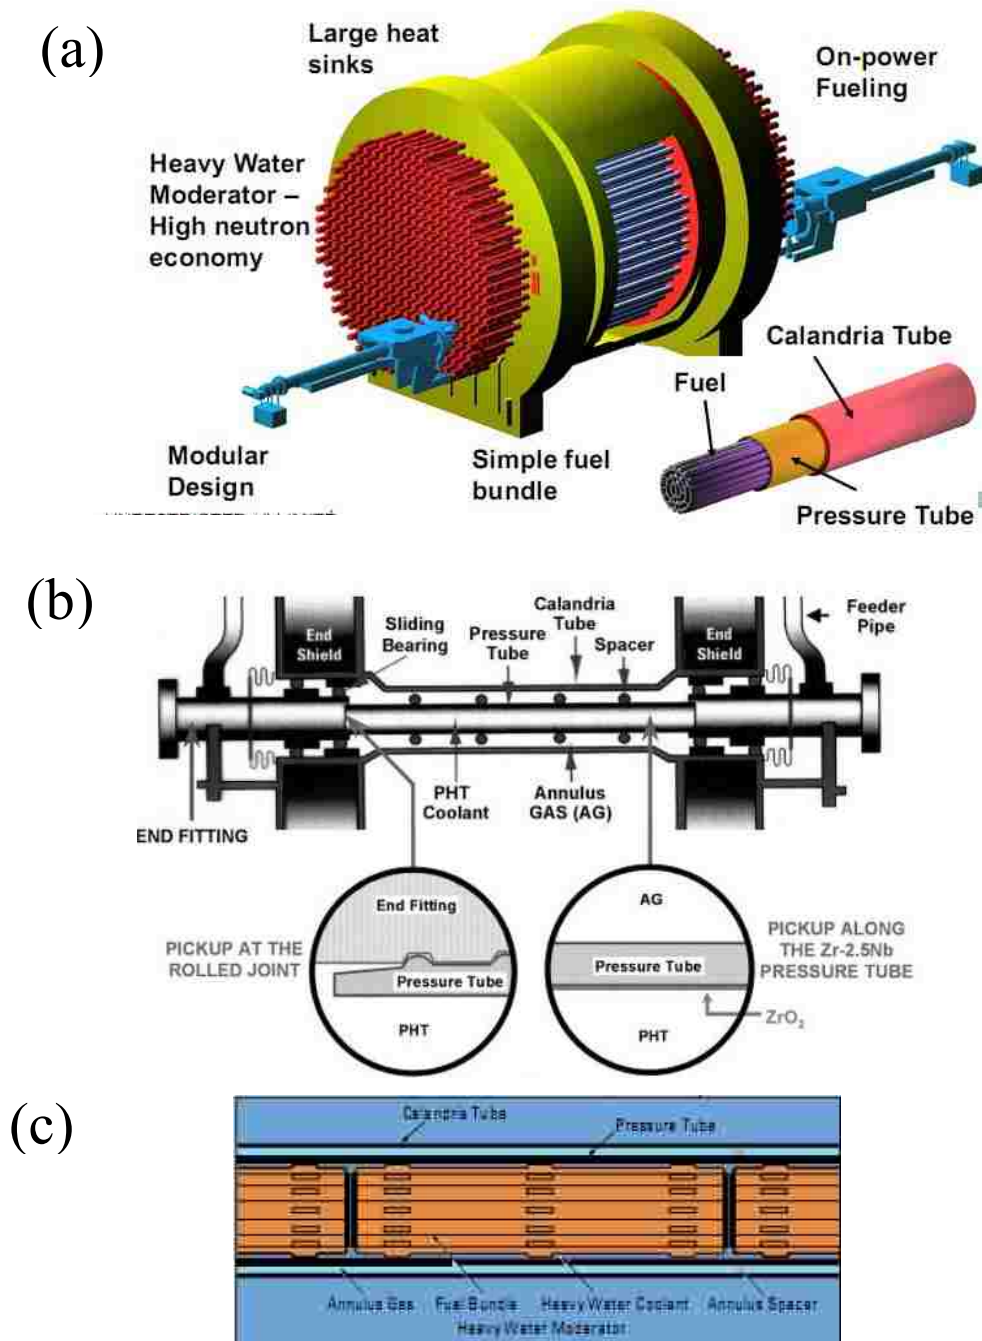 (a)
Large heat
sinks
On-power
Fueling
Heavy Water
Moderator –
High neutron
economy
Calandria Tube
Fuel
Modular
Design
Simple fuel
bundle
Pressure Tube
(b)
End
Shield
Sliding
Bearing
Pressure
Tube
Calandria
Tube
Spacer
End
Shield
Feeder
Pipe
END FITTING
PHT
Coolant
Annulus
GAS (AG)
PICKUP AT THE
ROLLED JOINT
End Fitting
Pressure Tube
PHT
AG
Pressure Tube
PHT
PICKUP ALONG
THE Zr-2.5Nb
PRESSURE TUBE
ZrO₂
(c)
Calandria Tube
Pressure Tube
Annulus Gas
Fuel Bundle
Heavy Water Coolant
Annulus Spacer
Heavy Water Moderator